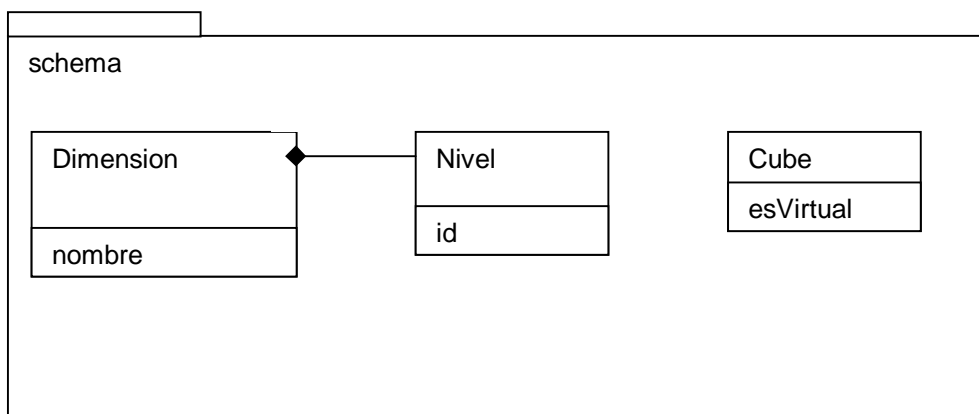 schema
Dimension
nombre
Nivel
id
Cube
esVirtual